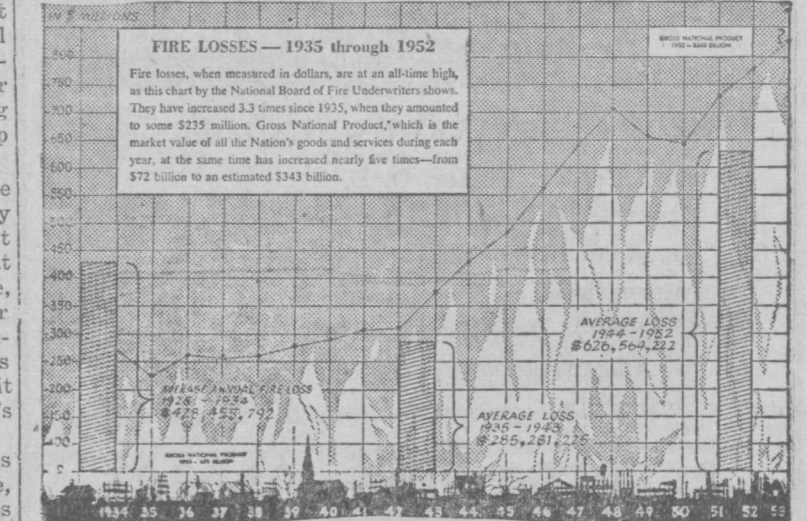 IN $ MILLIONS
FIRE LOSSES — 1935 through 1952
Fire losses, when measured in dollars, are at an all-time high,
as this chart by the National Board of Fire Underwriters shows.
They have increased 3.3 times since 1935, when they amounted
to some $235 million. Gross National Product, which is the
market value of all the Nation's goods and services during each
year, at the same time has increased nearly five times—from
$72 billion to an estimated $343 billion.
GROSS NATIONAL PRODUCT
1952 – $343 BILLION
800
750
700
650
600
550
500
450
400
350
300
250
200
150
100
AVERAGE LOSS
1944 – 1952
$626,564,222
AVERAGE ANNUAL FIRE LOSS
1926 – 1934
$428,455,792
AVERAGE LOSS
1935 – 1943
GROSS NATIONAL PRODUCT
1934 35 36 37 38 39 40 41 42 43 44 45 46 47 48 49 50 51 52 53